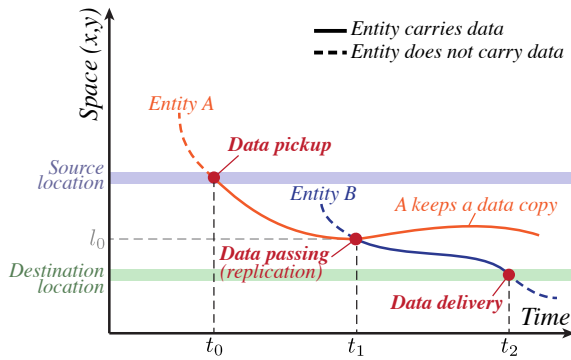 Space (x,y)
Entity carries data
Entity does not carry data
Entity A
Data pickup
Source
location
Entity B
A keeps a data copy
l0
Data passing
(replication)
Destination
location
Data delivery
Time
t0
t1
t2